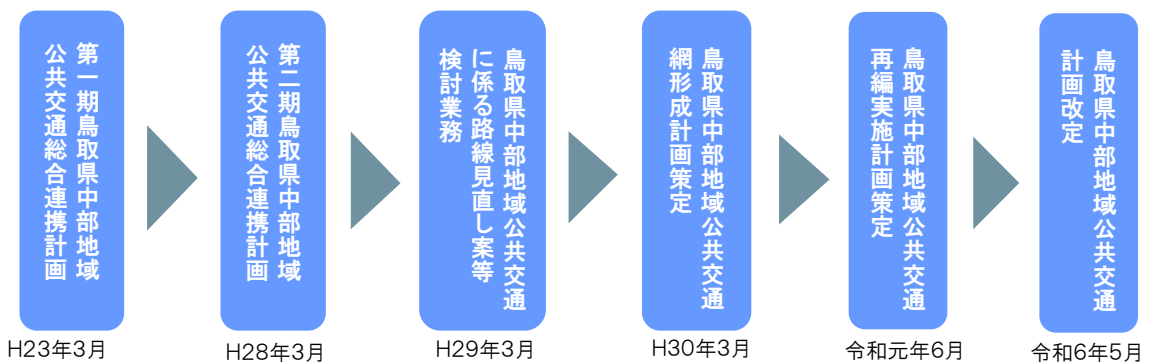 第一期鳥取県中部地域
公共交通総合連携計画
H23年3月
第二期鳥取県中部地域
公共交通総合連携計画
H28年3月
鳥取県中部地域公共交通
に係る路線見直し案等
検討業務
H29年3月
鳥取県中部地域公共交通
網形成計画策定
H30年3月
鳥取県中部地域公共交通
再編実施計画策定
令和元年6月
鳥取県中部地域公共交通
計画改定
令和6年5月